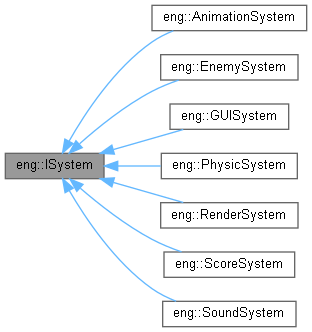 eng::AnimationSystem
eng::EnemySystem
eng::GUISystem
eng::ISystem
eng::PhysicSystem
eng::RenderSystem
eng::ScoreSystem
eng::SoundSystem